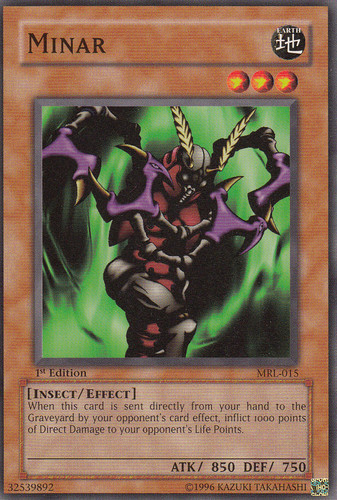 MINAR
EARTH
地
1st Edition
MRL-015
[INSECT/EFFECT]
When this card is sent directly from your hand to the
Graveyard by your opponent's card effect, inflict 1000 points
of Direct Damage to your opponent's Life Points.
ATK/ 850 DEF/ 750
32539892
©1996 KAZUKI TAKAHASHI